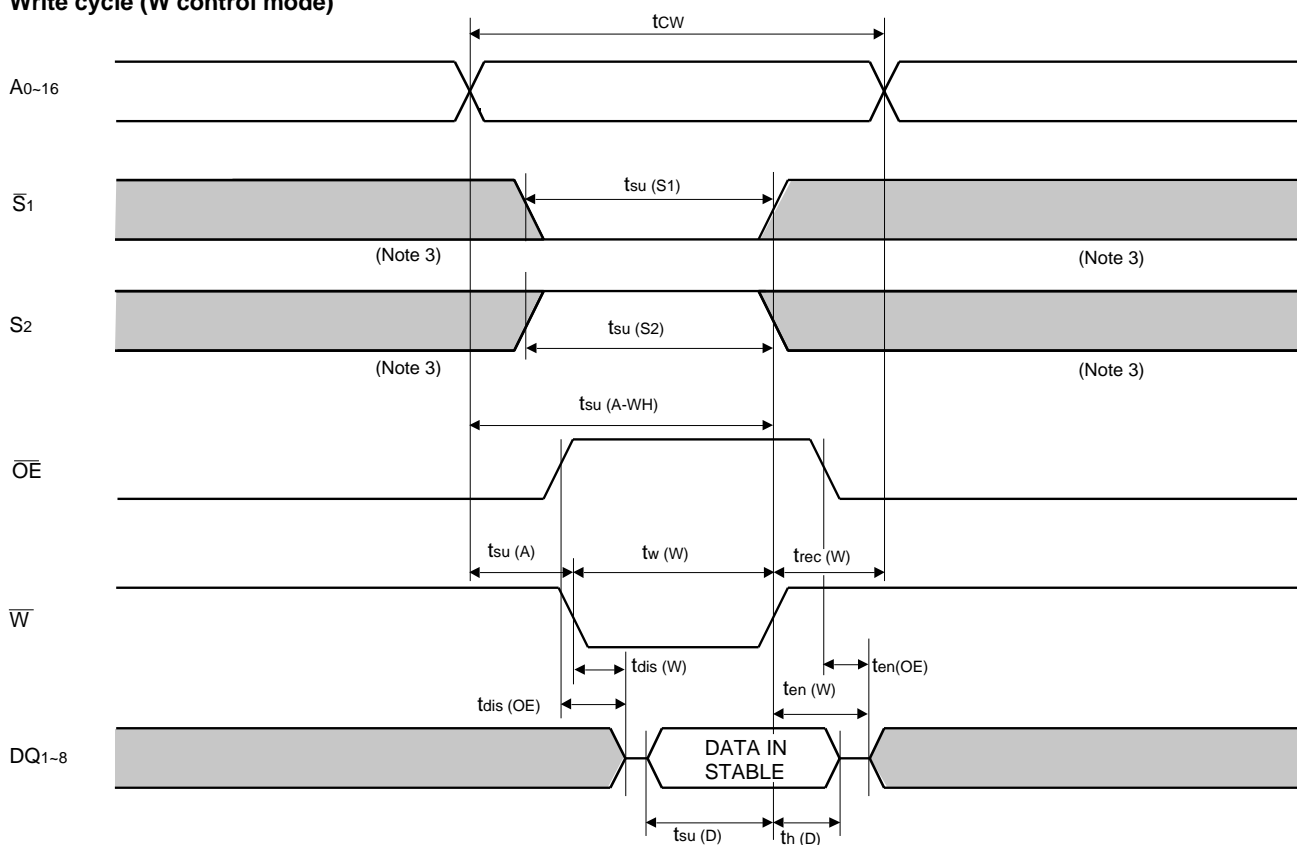 Write cycle (W control mode)
tCW
A0~16
tsu (S1)
S̅1
(Note 3)
(Note 3)
S2
tsu (S2)
(Note 3)
(Note 3)
tsu (A-WH)
O̅E̅
tsu (A)
tw (W)
trec (W)
W̅
tdis (W)
ten(OE)
ten (W)
tdis (OE)
DQ1~8
DATA IN
STABLE
tsu (D)
th (D)